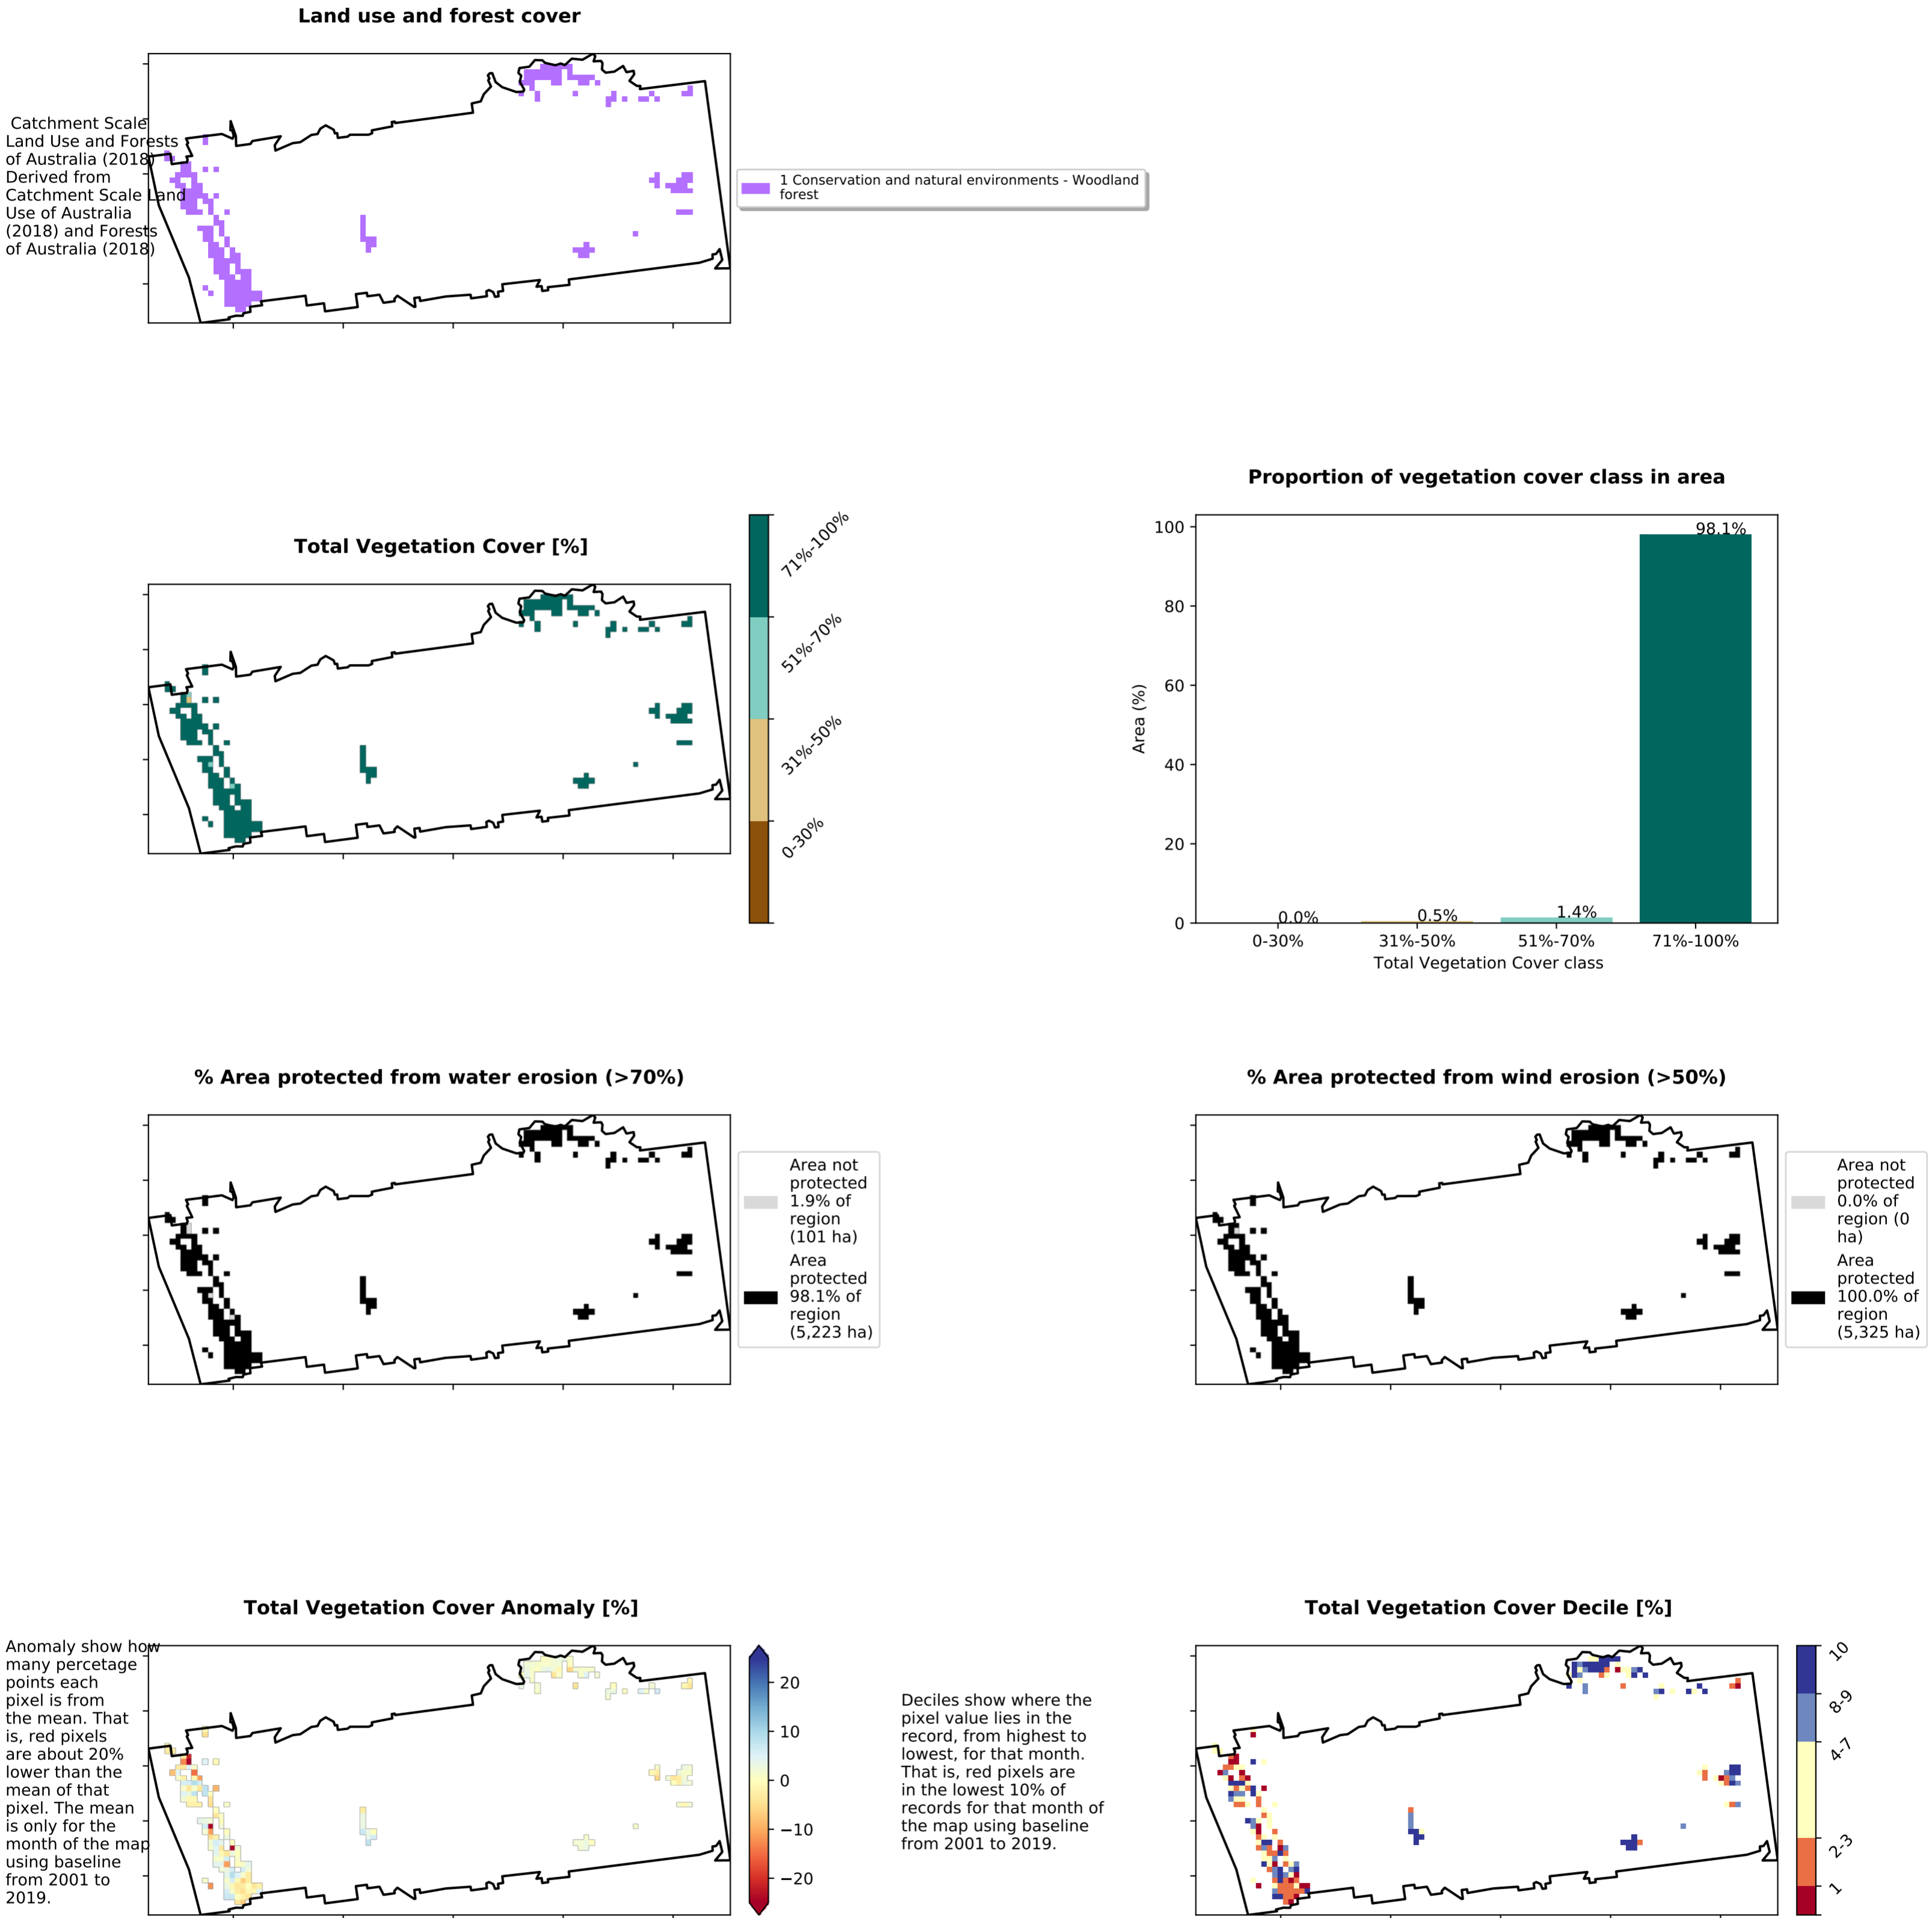 Land use and forest cover
Catchment Scale
Land Use and Forests
of Australia (2018)
Derived from
Catchment Scale Land
Use of Australia
(2018) and Forests
of Australia (2018)
1 Conservation and natural environments - Woodland
forest
Total Vegetation Cover [%]
71%-100%
51%-70%
31%-50%
0-30%
Proportion of vegetation cover class in area
Area (%)
100
80
60
40
20
0
0.0%
0.5%
1.4%
98.1%
0-30%
31%-50%
51%-70%
71%-100%
Total Vegetation Cover class
% Area protected from water erosion (>70%)
Area not
protected
1.9% of
region
(101 ha)
Area
protected
98.1% of
region
(5,223 ha)
% Area protected from wind erosion (>50%)
Area not
protected
0.0% of
region (0
ha)
Area
protected
100.0% of
region
(5,325 ha)
Total Vegetation Cover Anomaly [%]
Anomaly show how
many percetage
points each
pixel is from
the mean. That
is, red pixels
are about 20%
lower than the
mean of that
pixel. The mean
is only for the
month of the map
using baseline
from 2001 to
2019.
20
10
0
−10
−20
Deciles show where the
pixel value lies in the
record, from highest to
lowest, for that month.
That is, red pixels are
in the lowest 10% of
records for that month of
the map using baseline
from 2001 to 2019.
Total Vegetation Cover Decile [%]
10
8-9
4-7
2-3
1